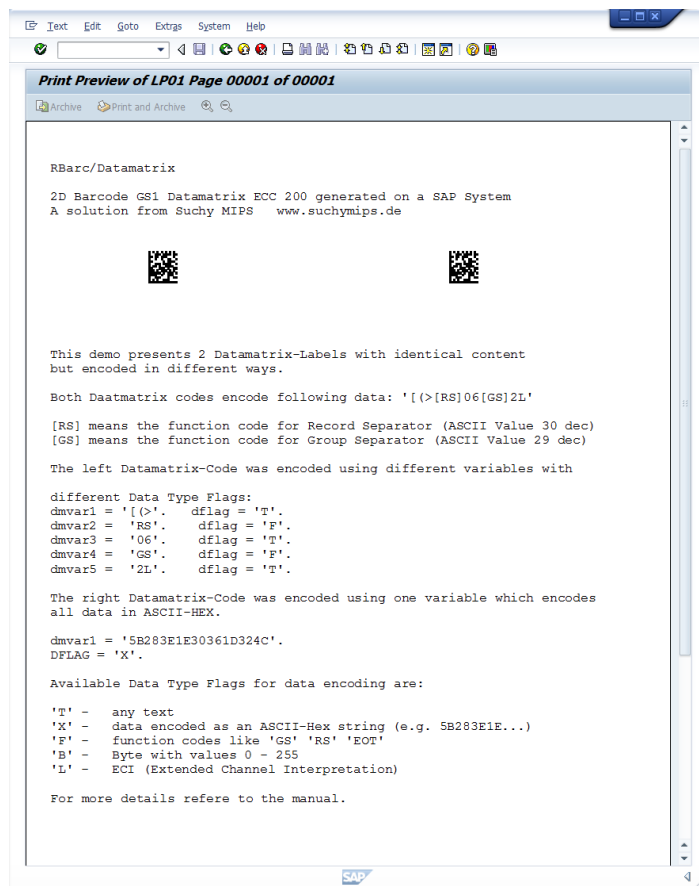 Text Edit Goto Extras System Help
Print Preview of LP01 Page 00001 of 00001
Archive Print and Archive
RBarc/Datamatrix
2D Barcode GS1 Datamatrix ECC 200 generated on a SAP System
A solution from Suchy MIPS www.suchymips.de
This demo presents 2 Datamatrix-Labels with identical content
but encoded in different ways.
Both Daatmatrix codes encode following data: '[(>[RS]06[GS]2L'
[RS] means the function code for Record Separator (ASCII Value 30 dec)
[GS] means the function code for Group Separator (ASCII Value 29 dec)
The left Datamatrix-Code was encoded using different variables with
different Data Type Flags:
dmvar1 = '[(>'. dflag = 'T'.
dmvar2 = 'RS'. dflag = 'F'.
dmvar3 = '06'. dflag = 'T'.
dmvar4 = 'GS'. dflag = 'F'.
dmvar5 = '2L'. dflag = 'T'.
The right Datamatrix-Code was encoded using one variable which encodes
all data in ASCII-HEX.
dmvar1 = '5B283E1E30361D324C'.
DFLAG = 'X'.
Available Data Type Flags for data encoding are:
'T' - any text
'X' - data encoded as an ASCII-Hex string (e.g. 5B283E1E...)
'F' - function codes like 'GS' 'RS' 'EOT'
'B' - Byte with values 0 - 255
'L' - ECI (Extended Channel Interpretation)
For more details refere to the manual.
SAP